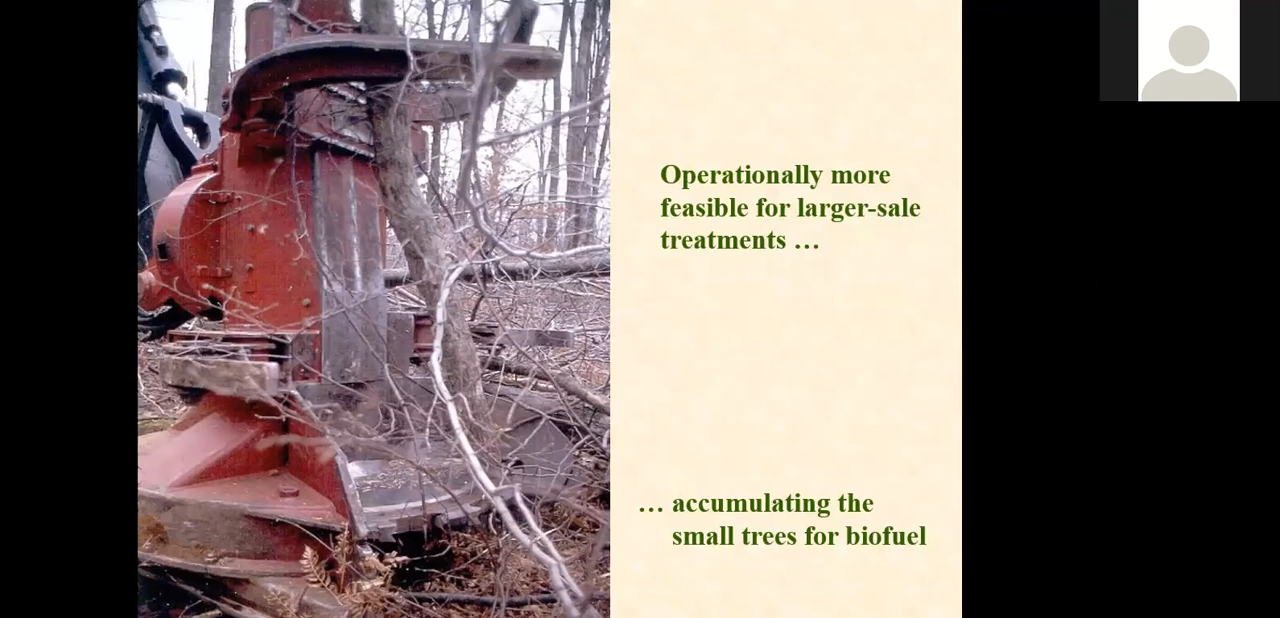 Operationally more
feasible for larger-sale
treatments …
… accumulating the
small trees for biofuel